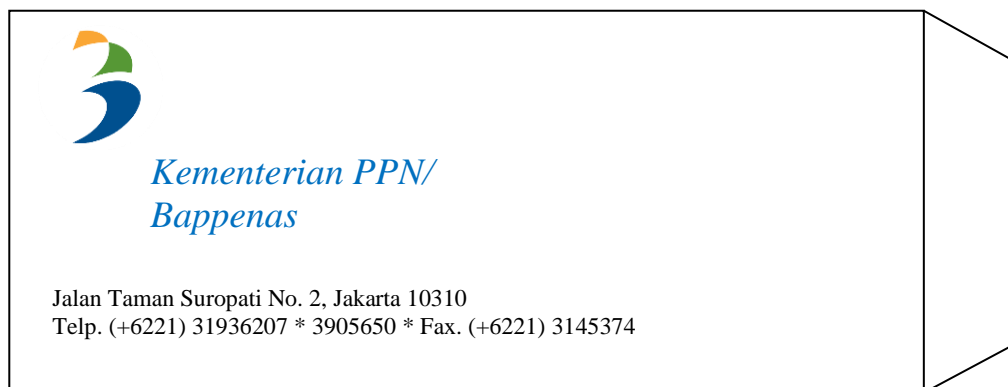 Kementerian PPN/
Bappenas
Jalan Taman Suropati No. 2, Jakarta 10310
Telp. (+6221) 31936207 * 3905650 * Fax. (+6221) 3145374